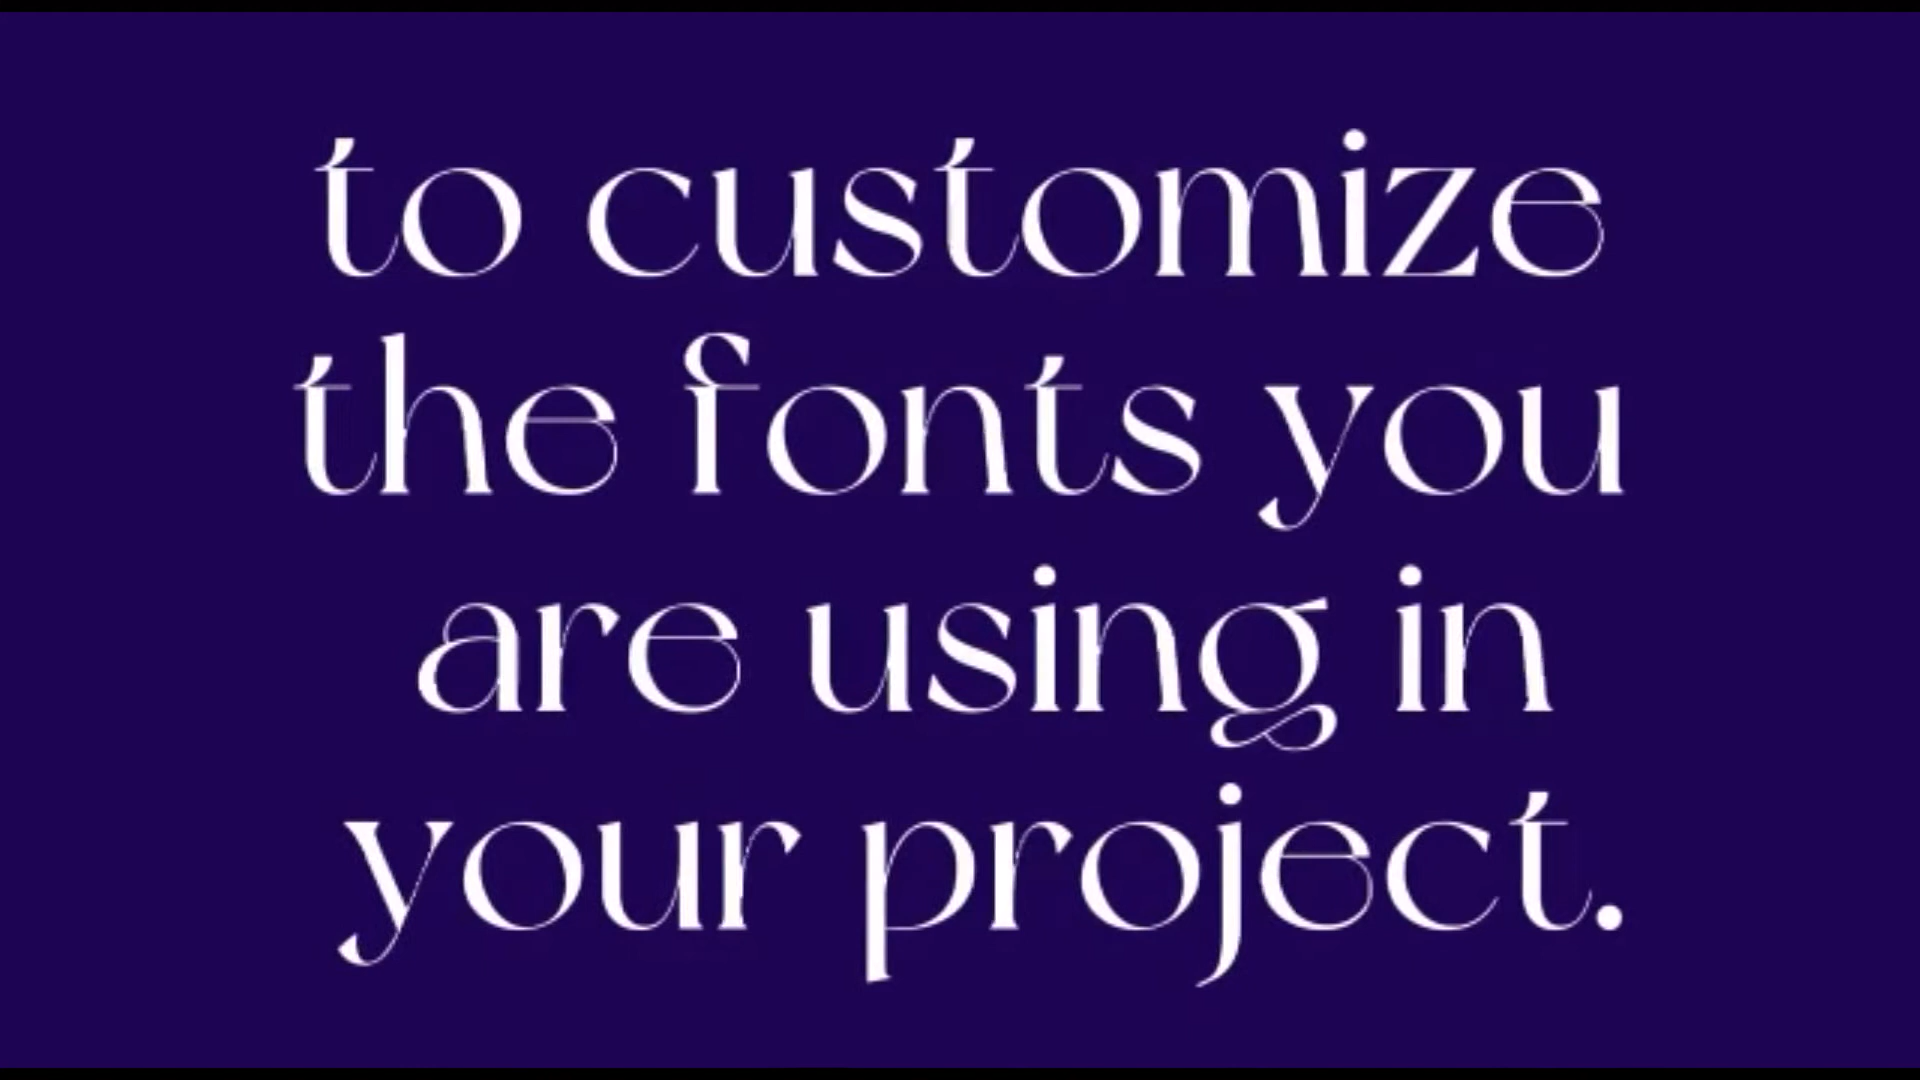 to customize
the fonts you
are using in
your project.